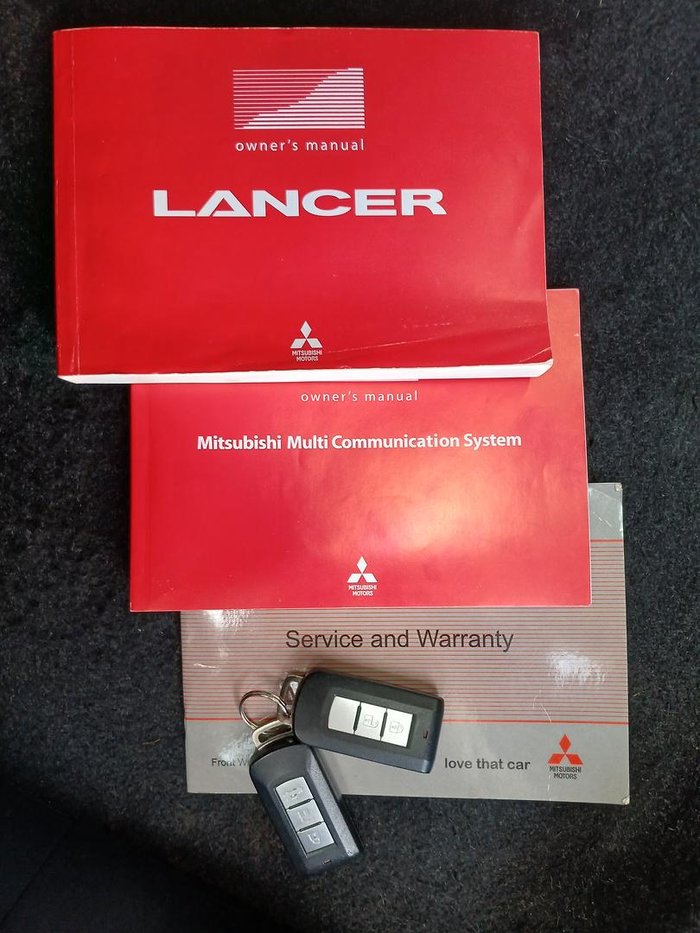 owner's manual
LANCER
MITSUBISHI
MOTORS
owner's manual
Mitsubishi Multi Communication System
MITSUBISHI
MOTORS
Service and Warranty
Front
love that car
MITSUBISHI
MOTORS